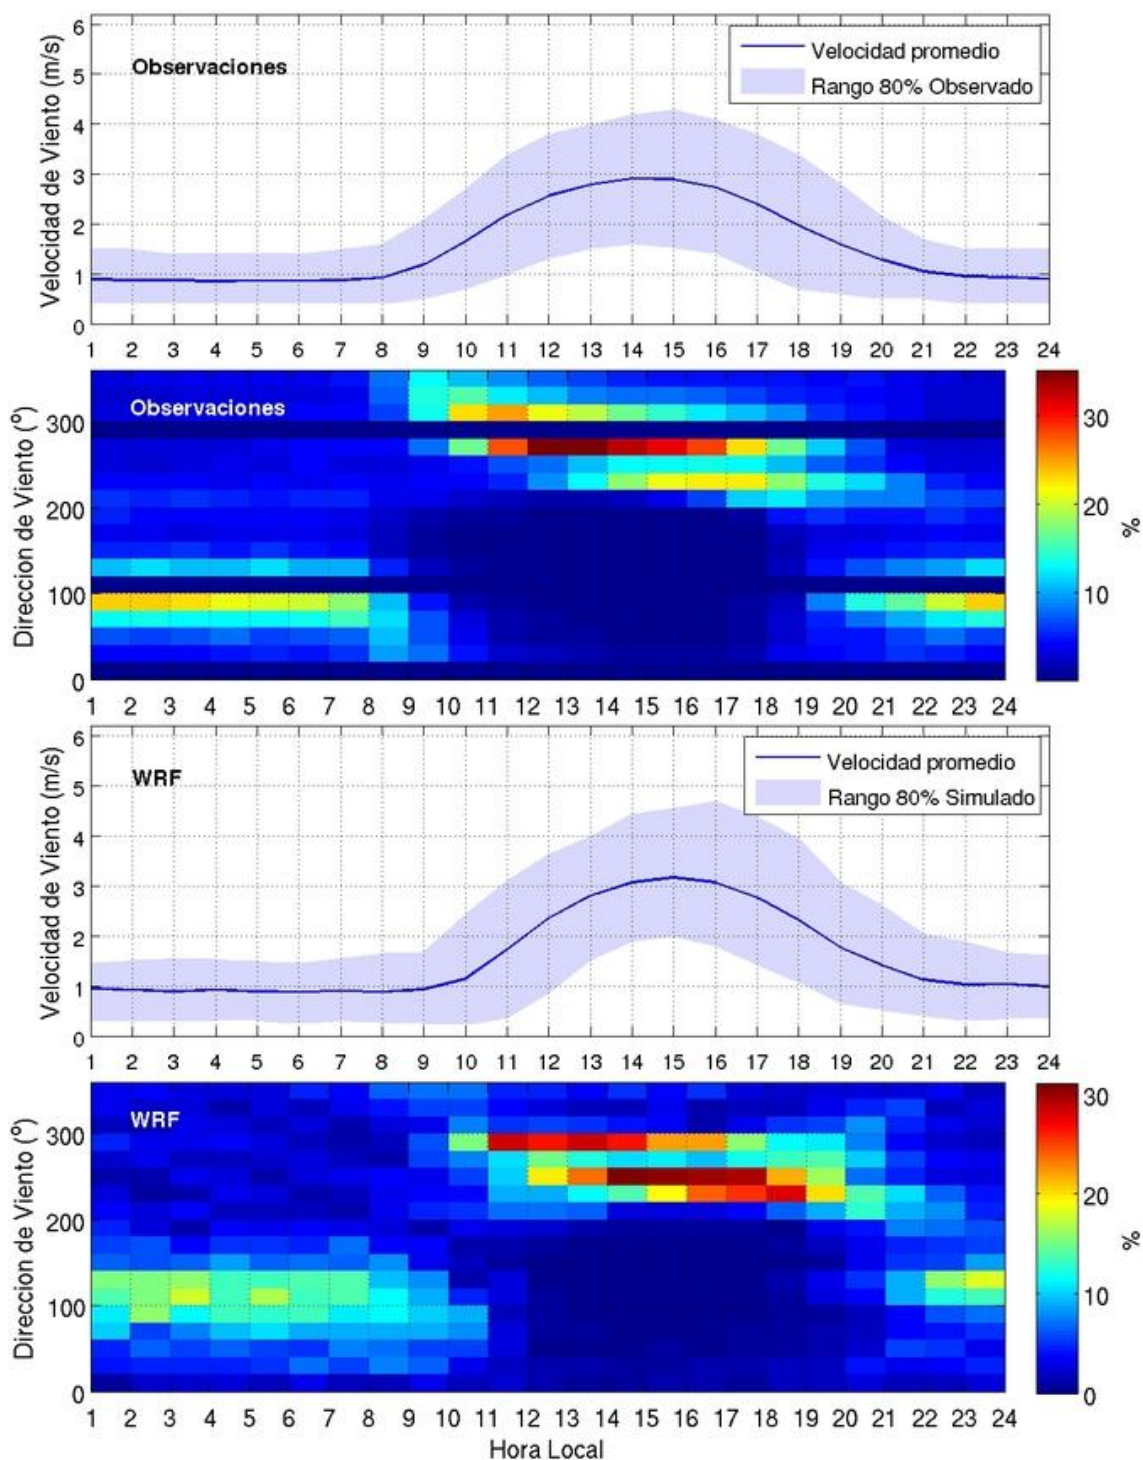 Velocidad de Viento (m/s)
6
5
4
3
2
1
0
Observaciones
Velocidad promedio
Rango 80% Observado
1 2 3 4 5 6 7 8 9 10 11 12 13 14 15 16 17 18 19 20 21 22 23 24
Direccion de Viento (°)
300
200
100
0
Observaciones
30
20
10
%
1 2 3 4 5 6 7 8 9 10 11 12 13 14 15 16 17 18 19 20 21 22 23 24
Velocidad de Viento (m/s)
6
5
4
3
2
1
0
WRF
Velocidad promedio
Rango 80% Simulado
1 2 3 4 5 6 7 8 9 10 11 12 13 14 15 16 17 18 19 20 21 22 23 24
Direccion de Viento (°)
300
200
100
0
WRF
30
20
10
0
%
1 2 3 4 5 6 7 8 9 10 11 12 13 14 15 16 17 18 19 20 21 22 23 24
Hora Local